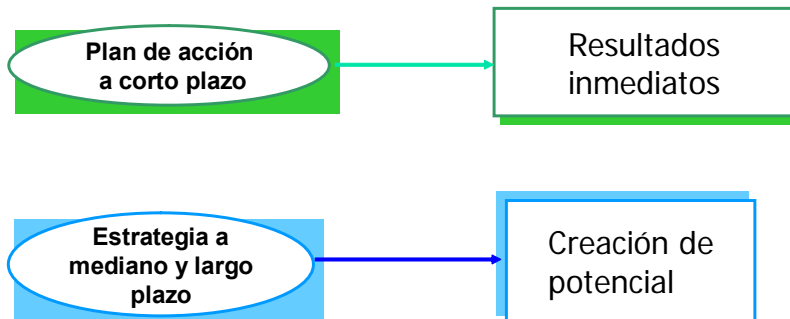 Plan de acción
a corto plazo
Resultados
inmediatos
Estrategia a
mediano y largo
plazo
Creación de
potencial